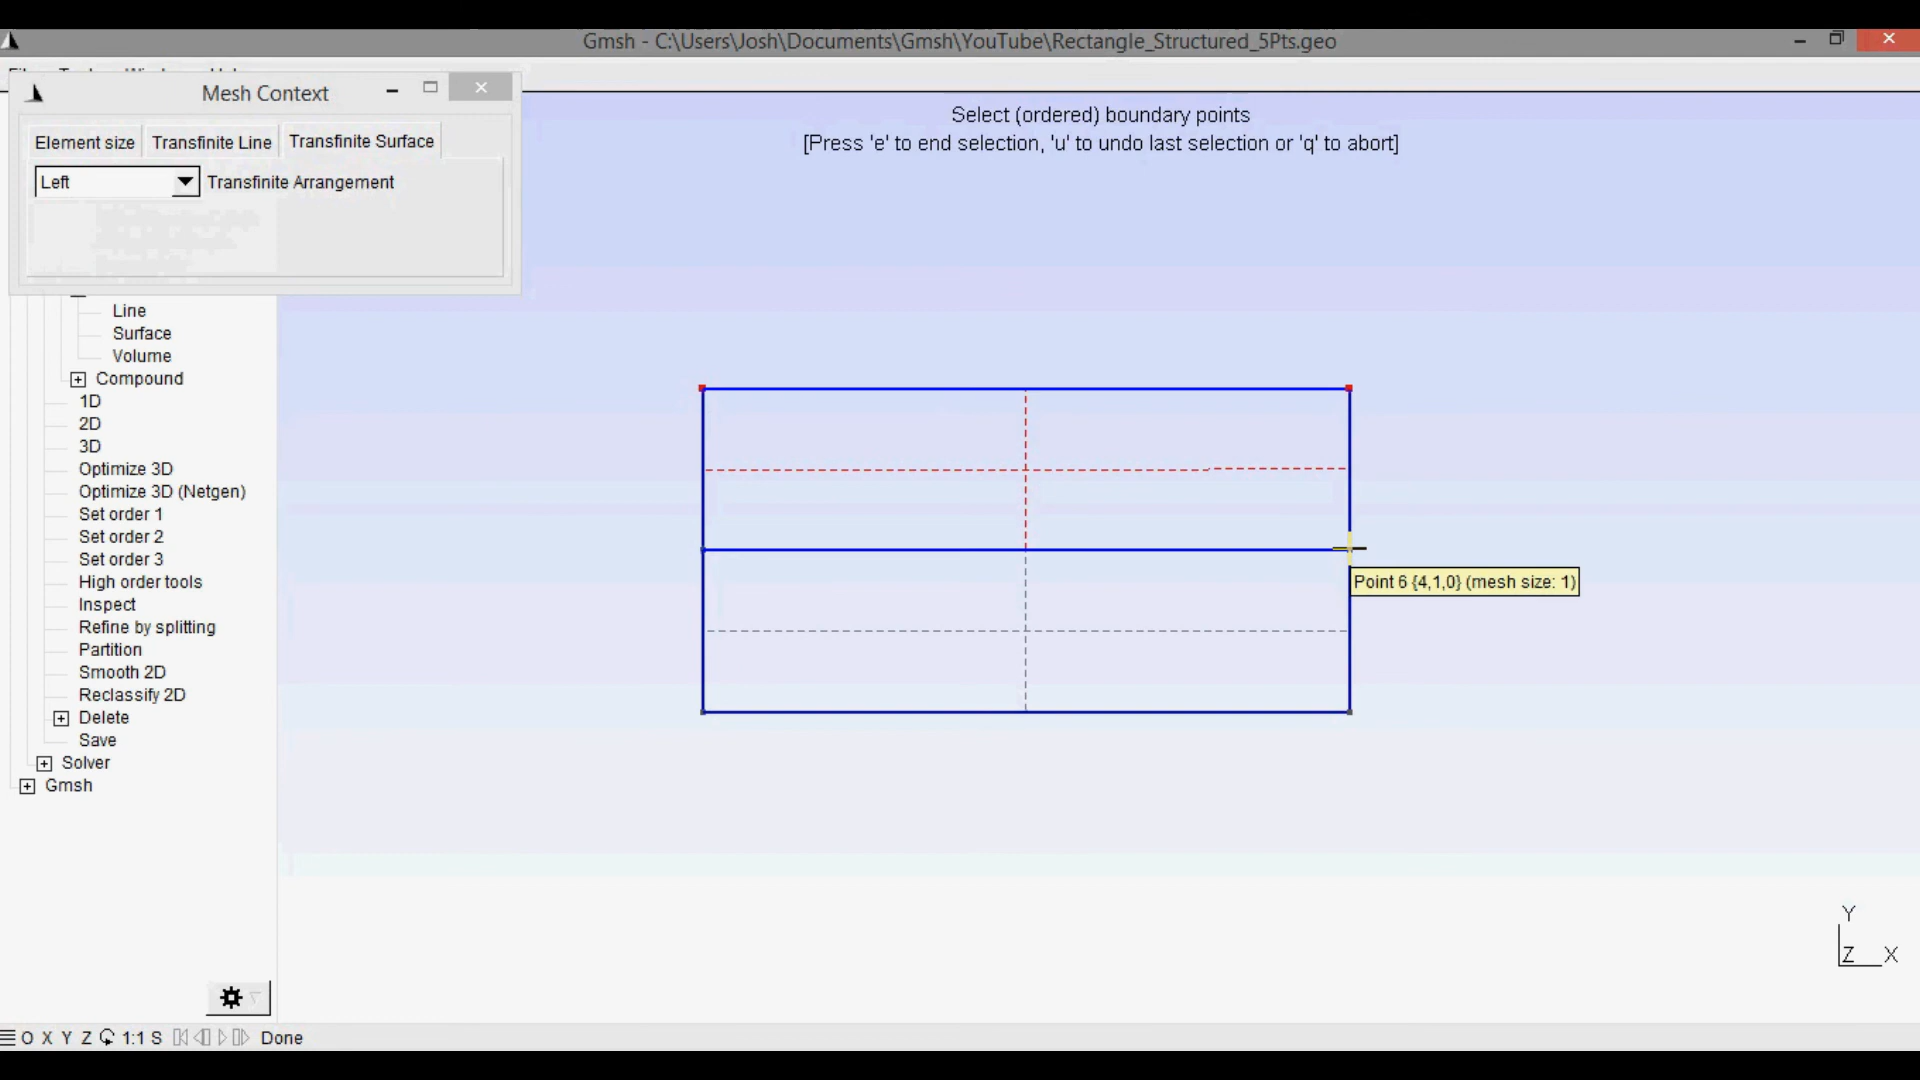 Gmsh - C:\Users\Josh\Documents\Gmsh\YouTube\Rectangle_Structured_5Pts.geo
Mesh Context
Element size
Transfinite Line
Transfinite Surface
Left
Transfinite Arrangement
Select (ordered) boundary points
[Press 'e' to end selection, 'u' to undo last selection or 'q' to abort]
Line
Surface
Volume
Compound
1D
2D
3D
Optimize 3D
Optimize 3D (Netgen)
Set order 1
Set order 2
Set order 3
High order tools
Inspect
Refine by splitting
Partition
Smooth 2D
Reclassify 2D
Delete
Save
Solver
Gmsh
Point 6 {4,1,0} (mesh size: 1)
Y
Z X
O X Y Z 1:1 S Done